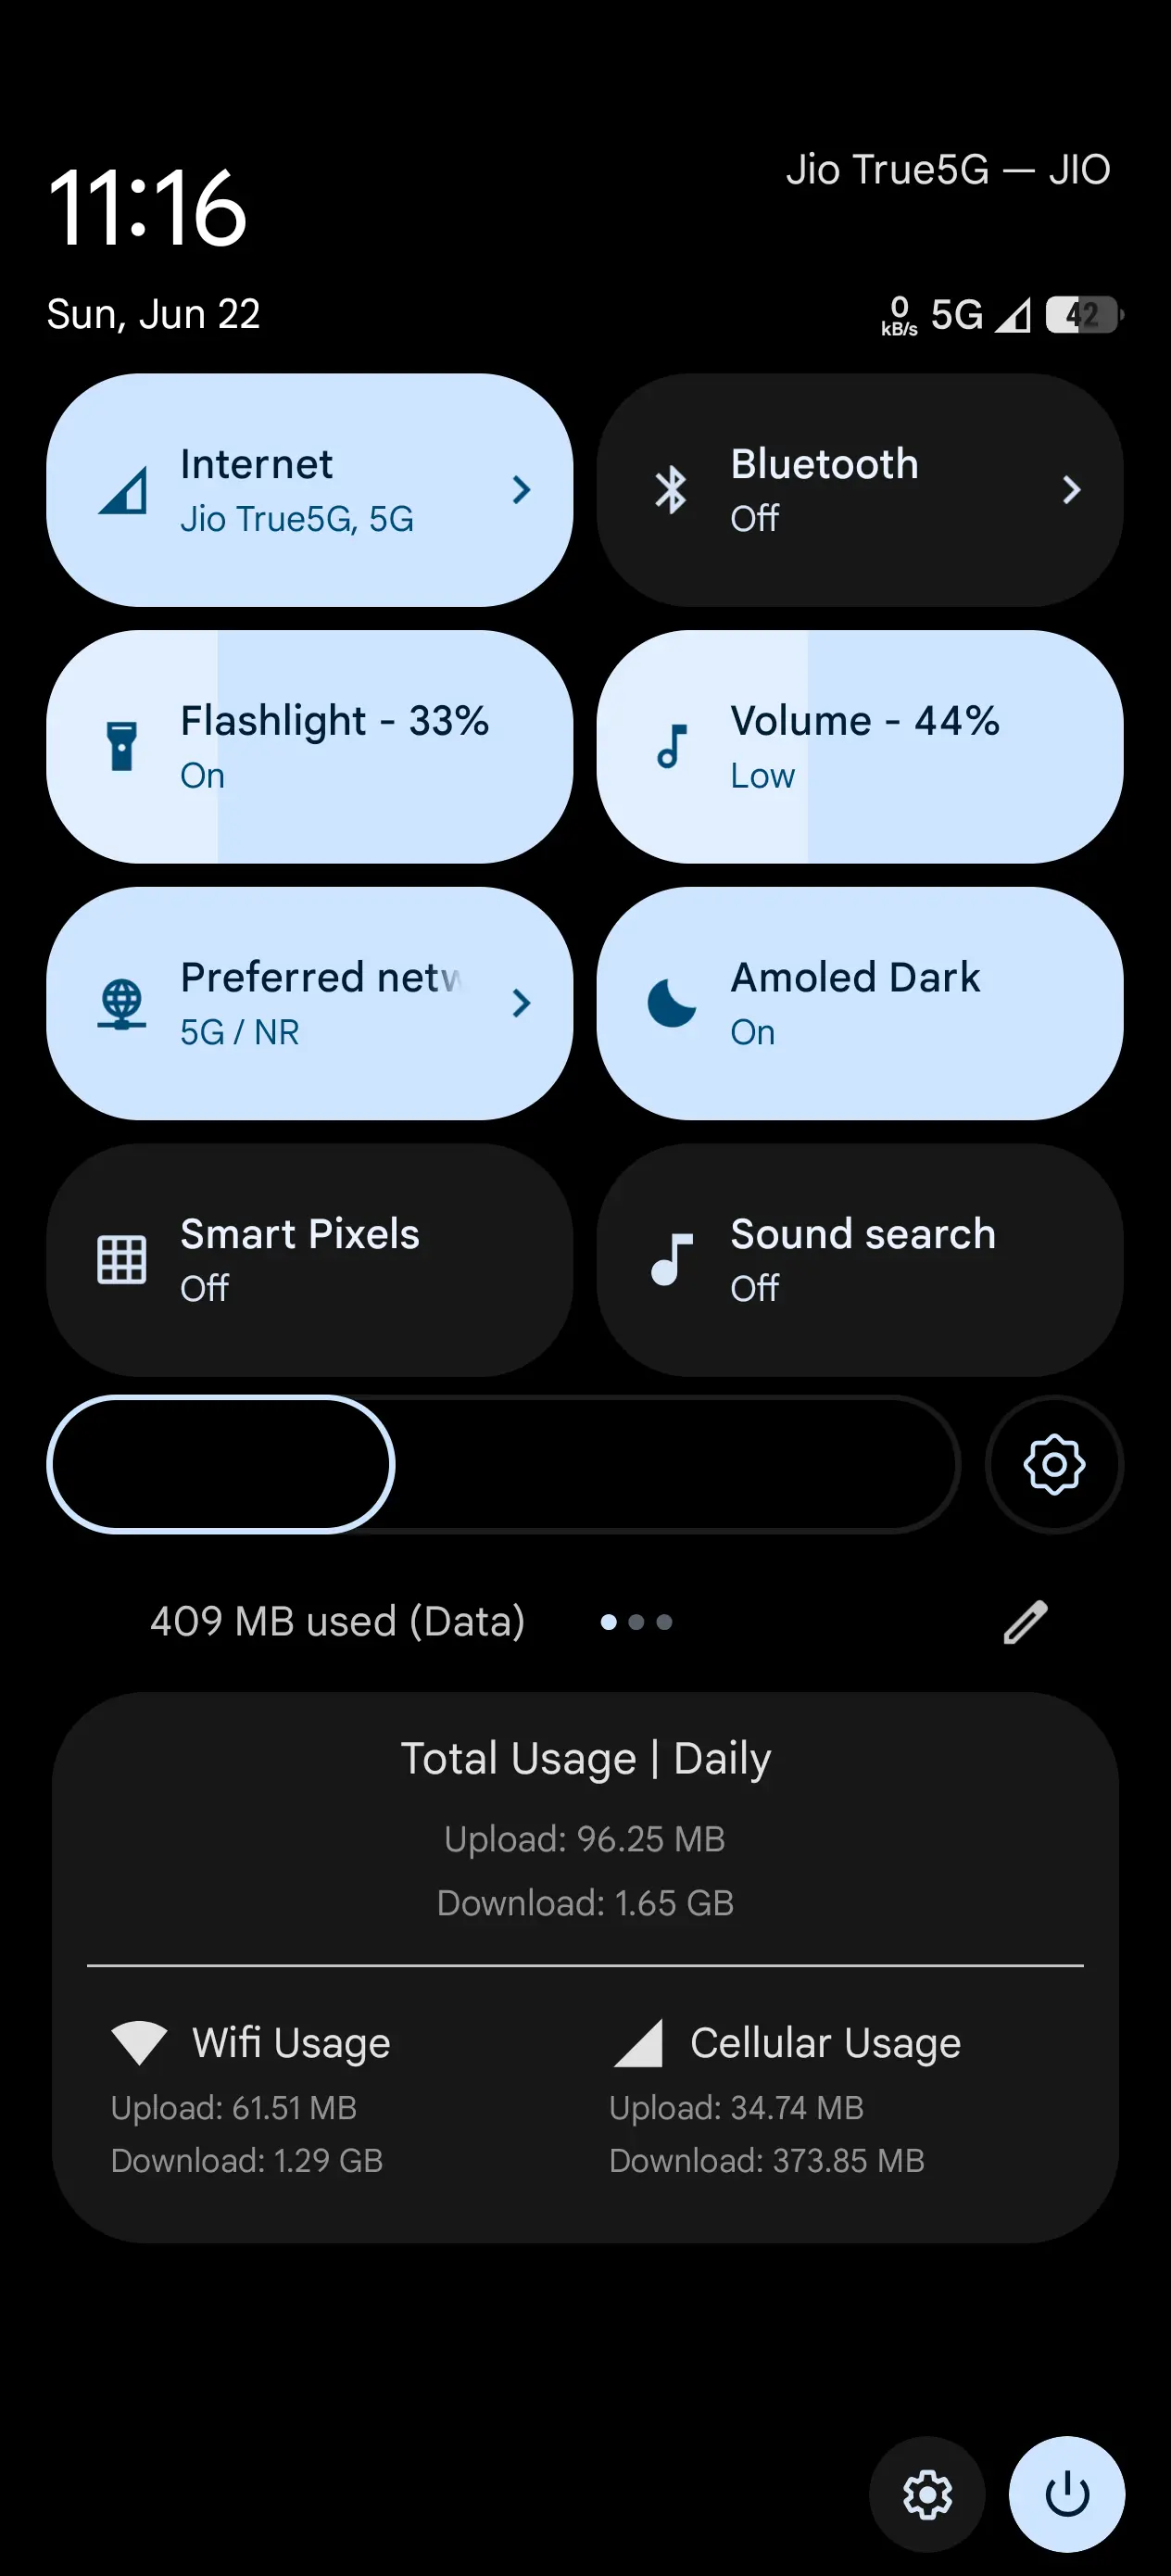 11:16
Jio True5G — JIO
Sun, Jun 22
0
kB/s
5G
42
Internet
Jio True5G, 5G
Bluetooth
Off
Flashlight - 33%
On
Volume - 44%
Low
Preferred netw
5G / NR
Amoled Dark
On
Smart Pixels
Off
Sound search
Off
409 MB used (Data)
Total Usage | Daily
Upload: 96.25 MB
Download: 1.65 GB
Wifi Usage
Upload: 61.51 MB
Download: 1.29 GB
Cellular Usage
Upload: 34.74 MB
Download: 373.85 MB